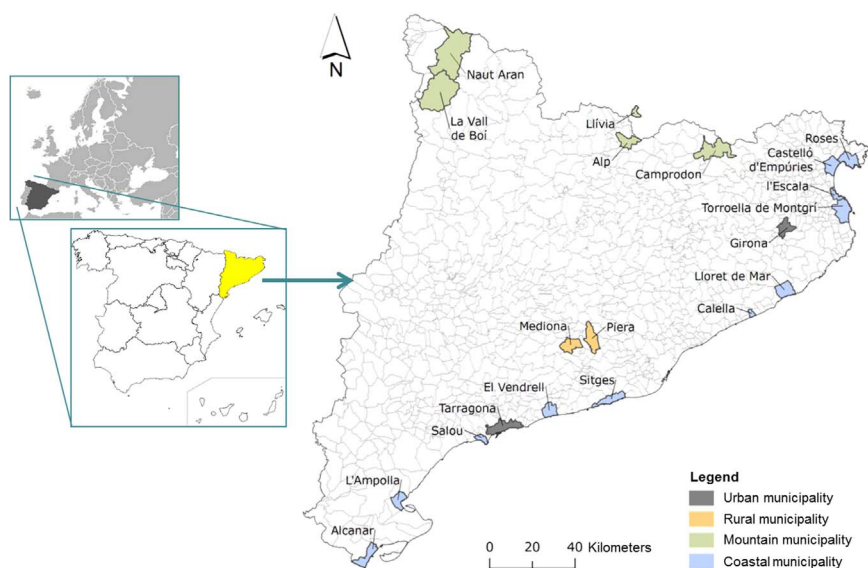 N
Naut Aran
La Vall
de Boí
Llívia
Alp
Camprodon
Roses
Castelló
d'Empúries
l'Escala
Torroella de Montgrí
Girona
Lloret de Mar
Calella
Mediona
Piera
Sitges
El Vendrell
Tarragona
Salou
L'Ampolla
Alcanar
0 20 40 Kilometers
Legend
Urban municipality
Rural municipality
Mountain municipality
Coastal municipality